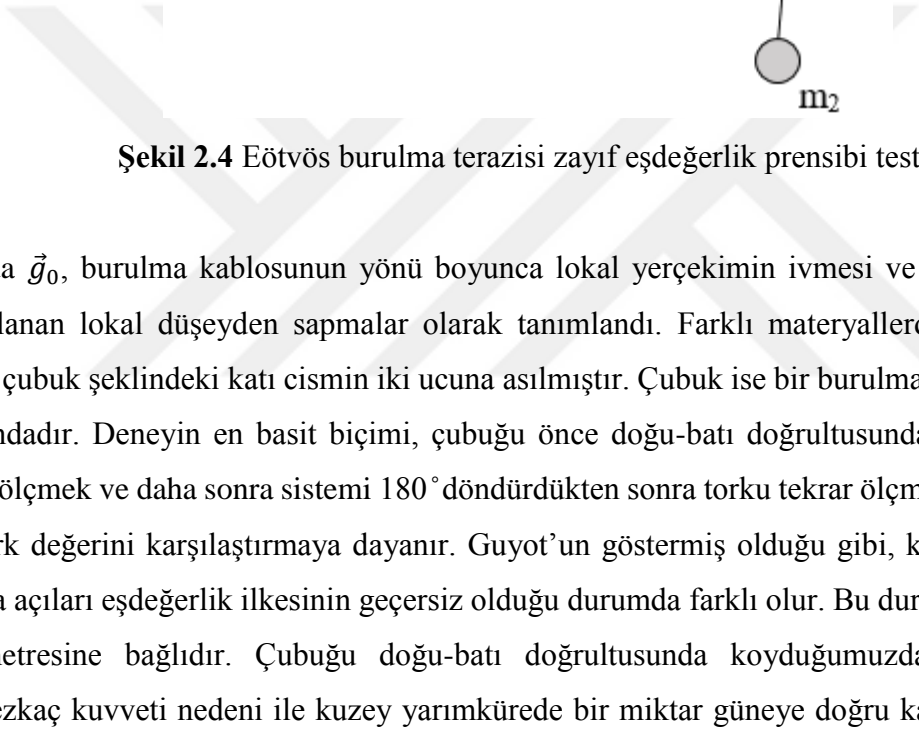 m₂
Şekil 2.4 Eötvös burulma terazisi zayıf eşdeğerlik prensibi test
a g⃗₀, burulma kablosunun yönü boyunca lokal yerçekimin ivmesi ve
lanan lokal düşeyden sapmalar olarak tanımlandı. Farklı materyallerd
çubuk şeklindeki katı cismin iki ucuna asılmıştır. Çubuk ise bir burulma
ndadır. Deneyin en basit biçimi, çubuğu önce doğu-batı doğrultusunda
ölçmek ve daha sonra sistemi 180˚döndürdükten sonra torku tekrar ölçm
rk değerini karşılaştırmaya dayanır. Guyot’un göstermiş olduğu gibi, k
a açıları eşdeğerlik ilkesinin geçersiz olduğu durumda farklı olur. Bu dur
netresine bağlıdır. Çubuğu doğu-batı doğrultusunda koyduğumuzda
ezkaç kuvveti nedeni ile kuzey yarımkürede bir miktar güneye doğru ka